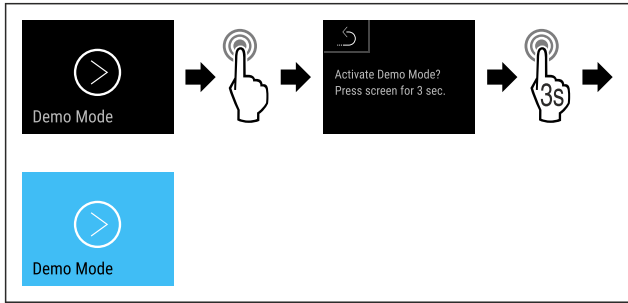 Demo Mode
Activate Demo Mode?
Press screen for 3 sec.
3s
Demo Mode